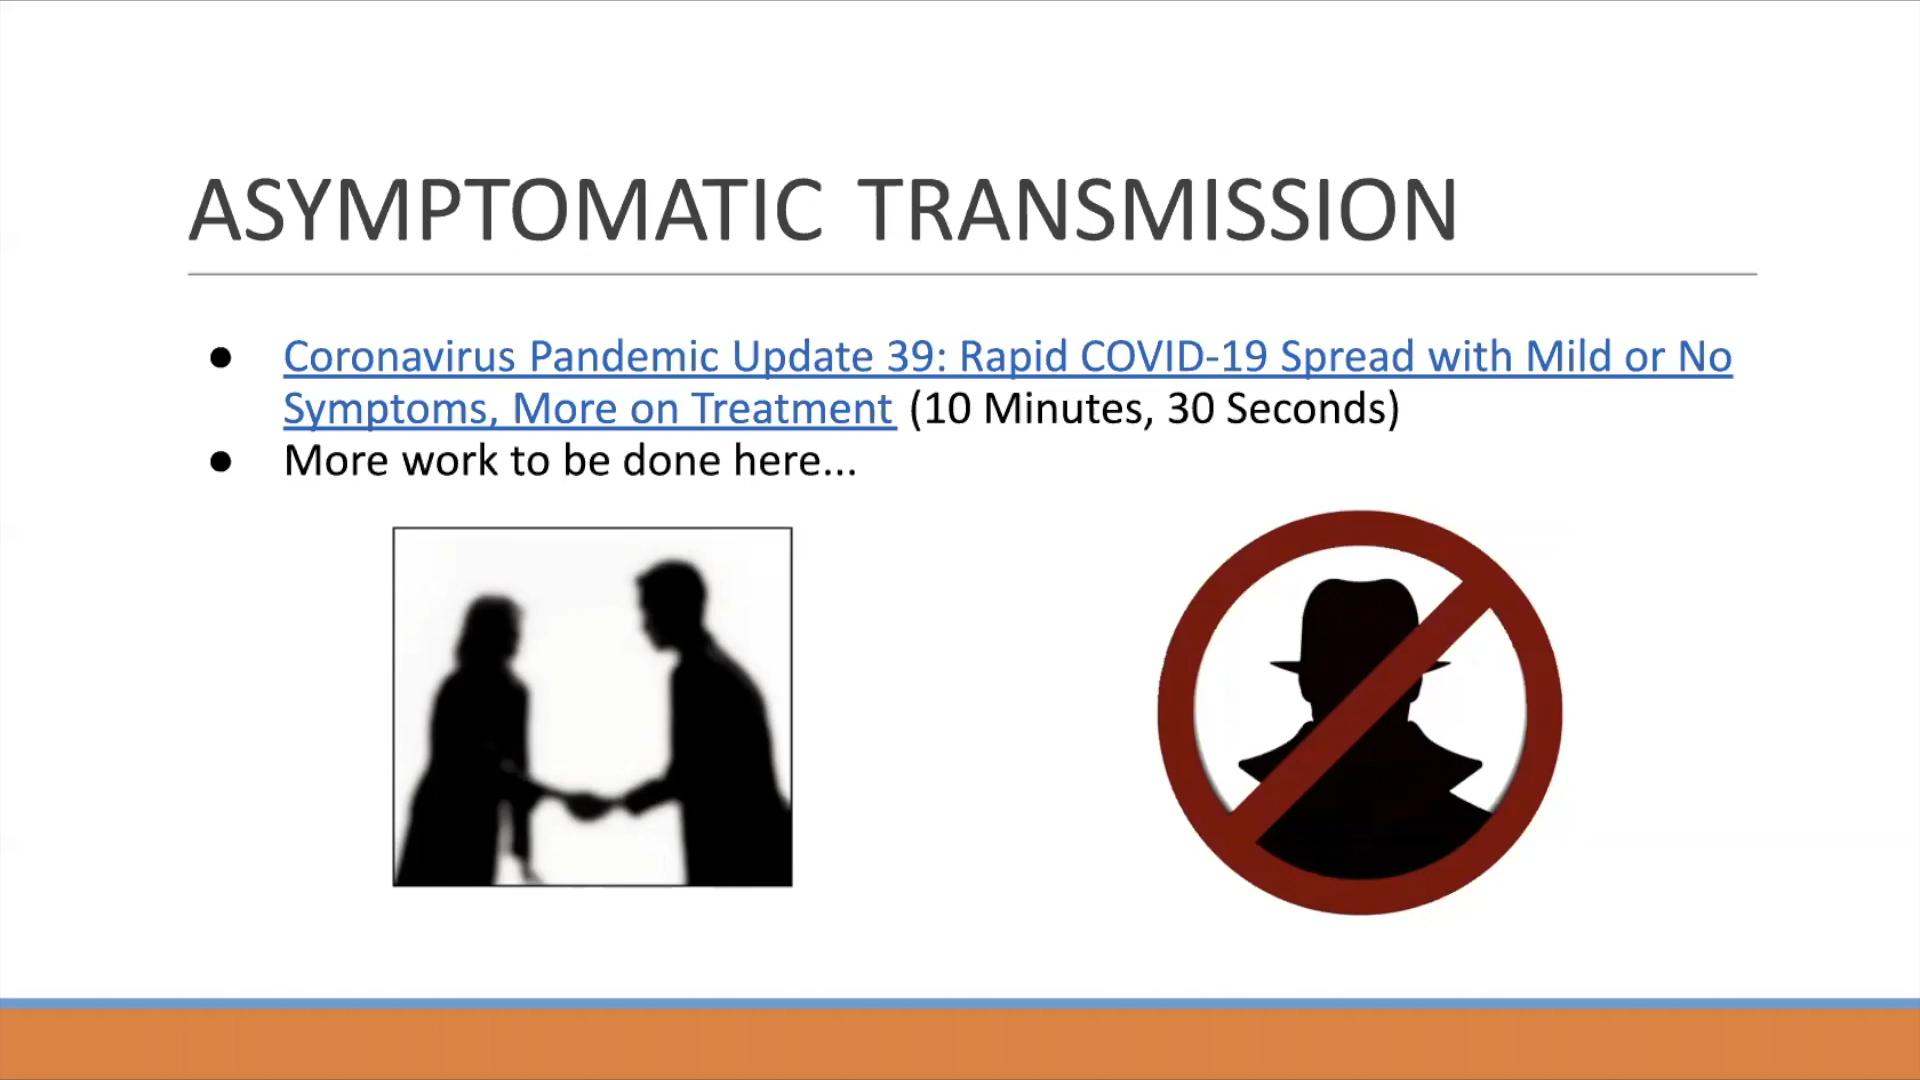 ASYMPTOMATIC TRANSMISSION
● Coronavirus Pandemic Update 39: Rapid COVID-19 Spread with Mild or No
Symptoms, More on Treatment (10 Minutes, 30 Seconds)
● More work to be done here...